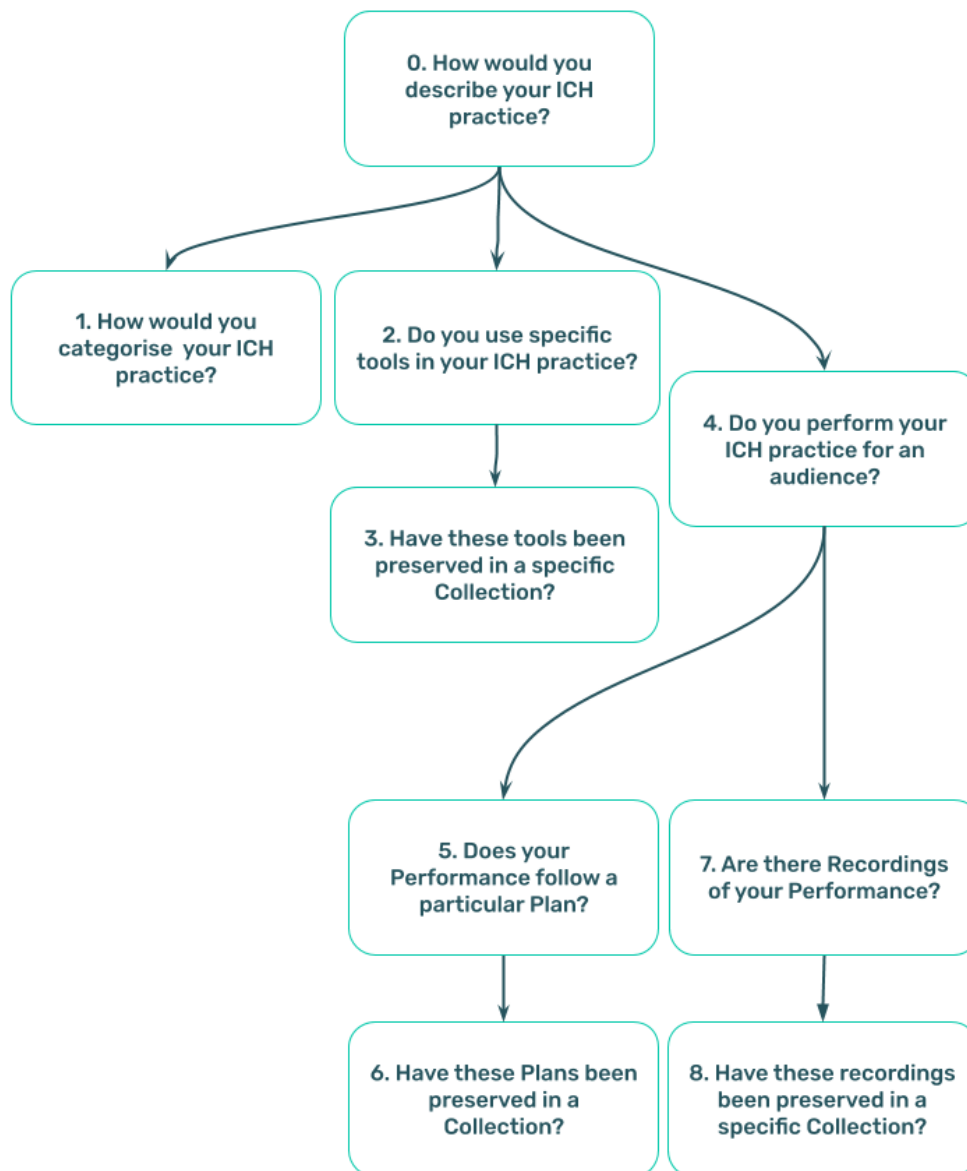 0. How would you
describe your ICH
practice?
1. How would you
categorise  your ICH
practice?
2. Do you use specific
tools in your ICH practice?
4. Do you perform your
ICH practice for an
audience?
3. Have these tools been
preserved in a specific
Collection?
5. Does your
Performance follow a
particular Plan?
7. Are there Recordings
of your Performance?
6. Have these Plans been
preserved in a
Collection?
8. Have these recordings
been preserved in a
specific Collection?